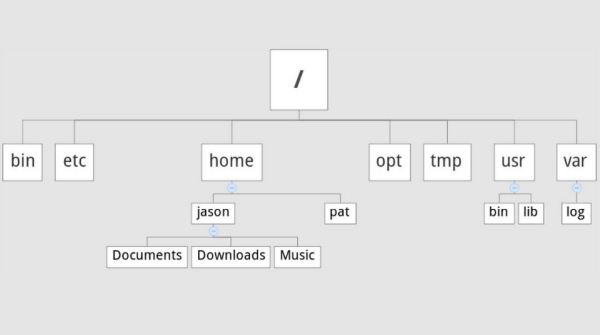 /
bin etc home opt tmp usr var
jason pat bin lib log
Documents Downloads Music